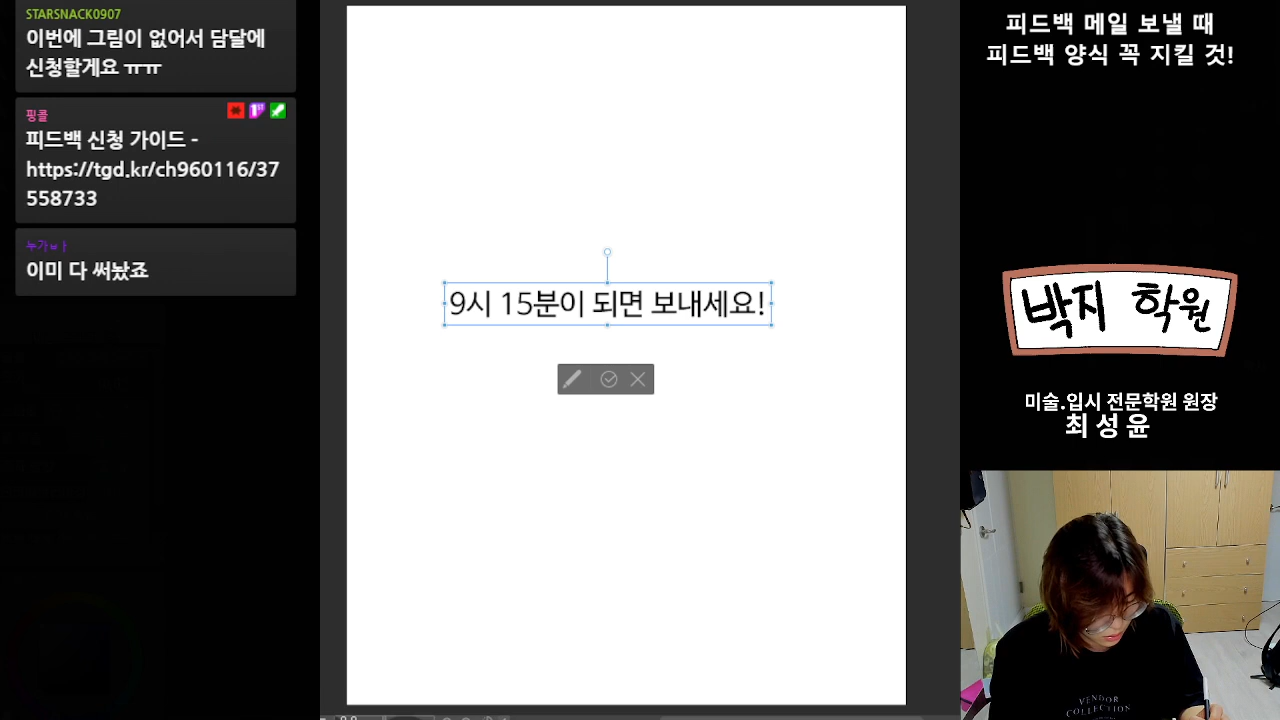 STARSNACK0907
이번에 그림이 없어서 담달에
신청할게요 ㅠㅠ
핑콜
피드백 신청 가이드 -
https://tgd.kr/ch960116/37
558733
누가ㅂㅏ
이미 다 써놨죠
9시 15분이 되면 보내세요!
피드백 메일 보낼 때
피드백 양식 꼭 지킬 것!
박지 학원
미술.입시 전문학원 원장
최성윤
VENDOR
COLLECTION